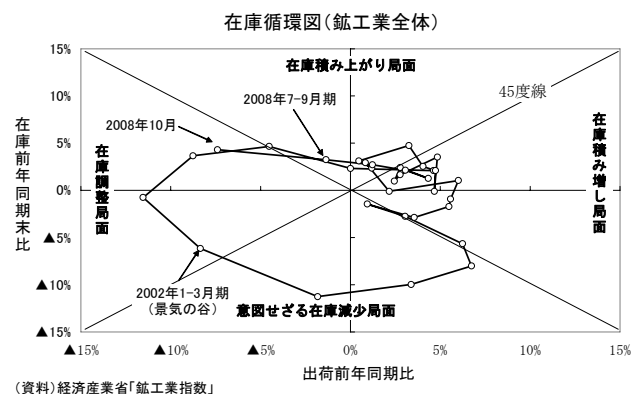 在庫循環図(鉱工業全体)
15%
10%
5%
0%
▲5%
▲10%
▲15%
在庫前年同期末比
在庫積み上がり局面
45度線
2008年7-9月期
2008年10月
在庫調整局面
在庫積み増し局面
2002年1-3月期
(景気の谷)
意図せざる在庫減少局面
▲15% ▲10% ▲5% 0% 5% 10% 15%
出荷前年同期比
(資料)経済産業省「鉱工業指数」